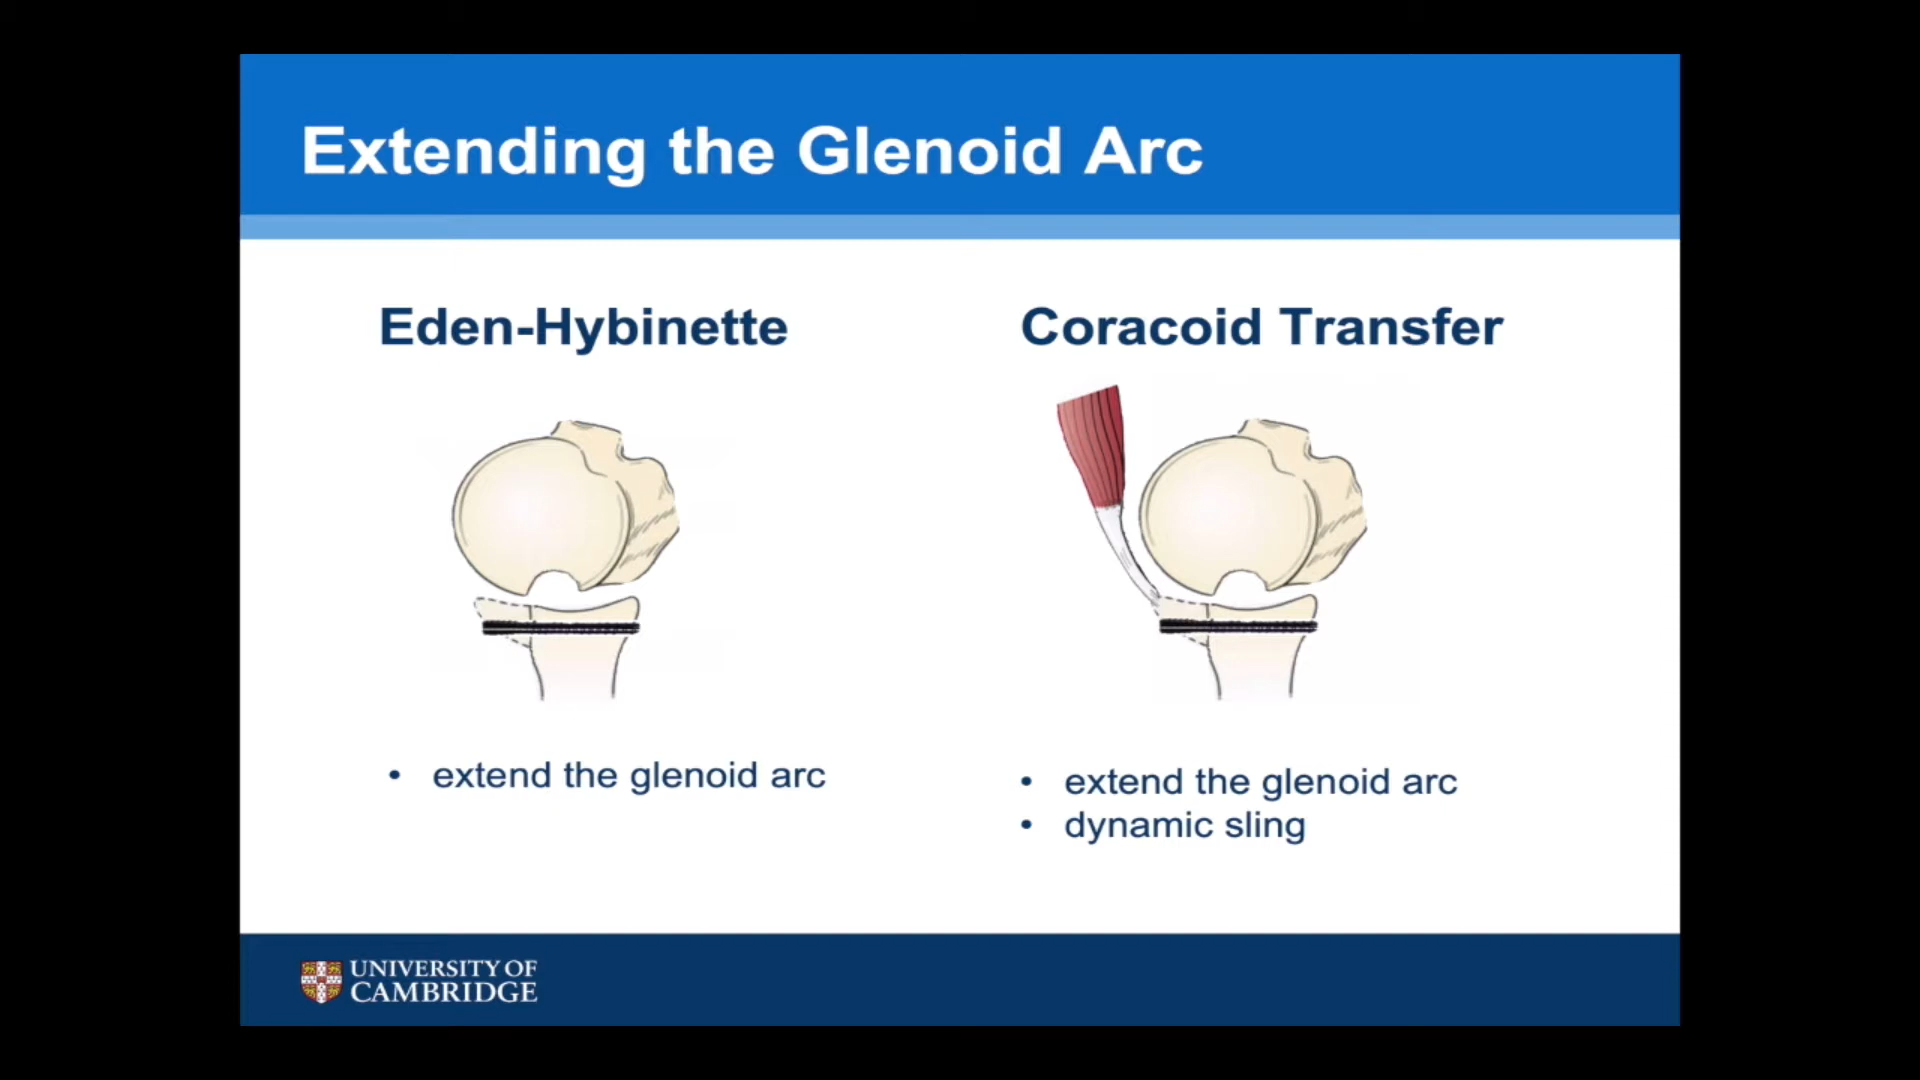 Extending the Glenoid Arc
Eden-Hybinette
Coracoid Transfer
• extend the glenoid arc
• extend the glenoid arc
• dynamic sling
UNIVERSITY OF
CAMBRIDGE